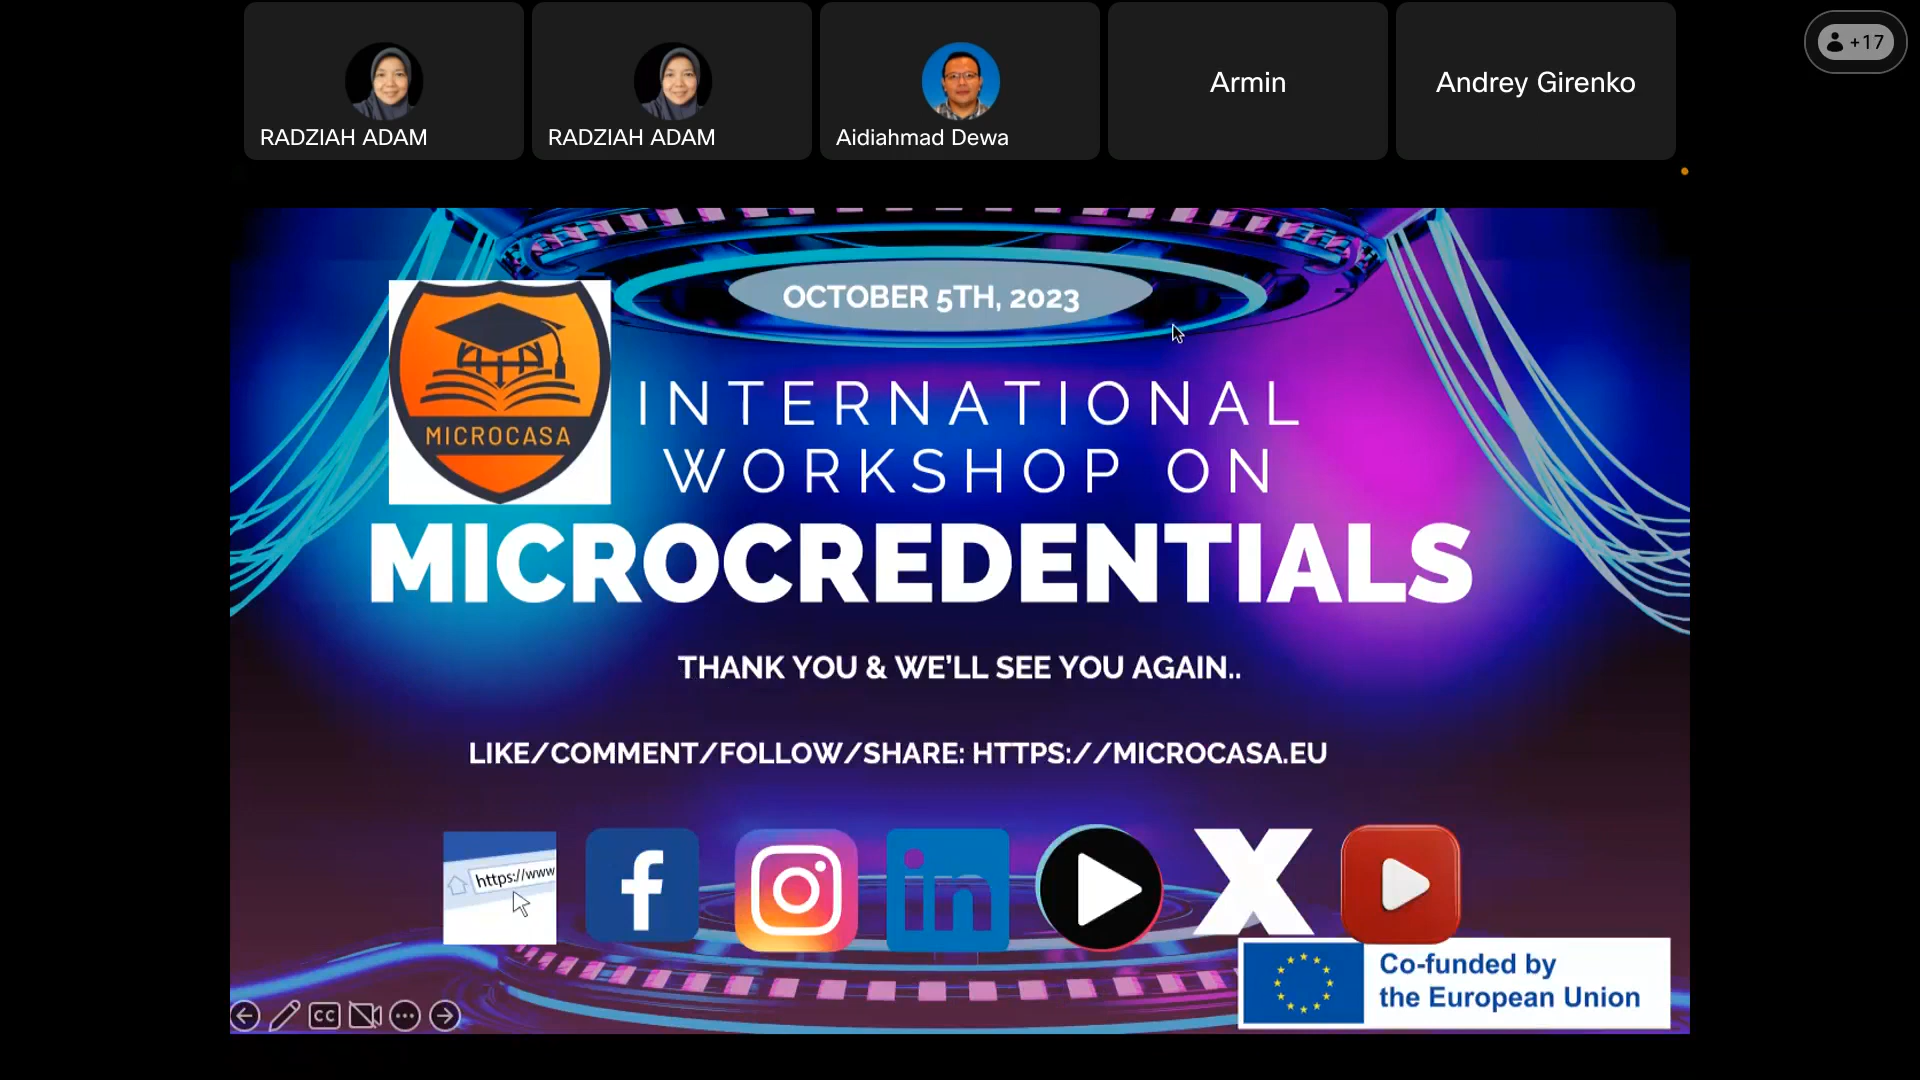 RADZIAH ADAM
RADZIAH ADAM
Aidiahmad Dewa
Armin
Andrey Girenko
+17
OCTOBER 5TH, 2023
MICROCASA
INTERNATIONAL
WORKSHOP ON
MICROCREDENTIALS
THANK YOU & WE'LL SEE YOU AGAIN..
LIKE/COMMENT/FOLLOW/SHARE: HTTPS://MICROCASA.EU
https://www
f
in
X
Co-funded by
the European Union
CC